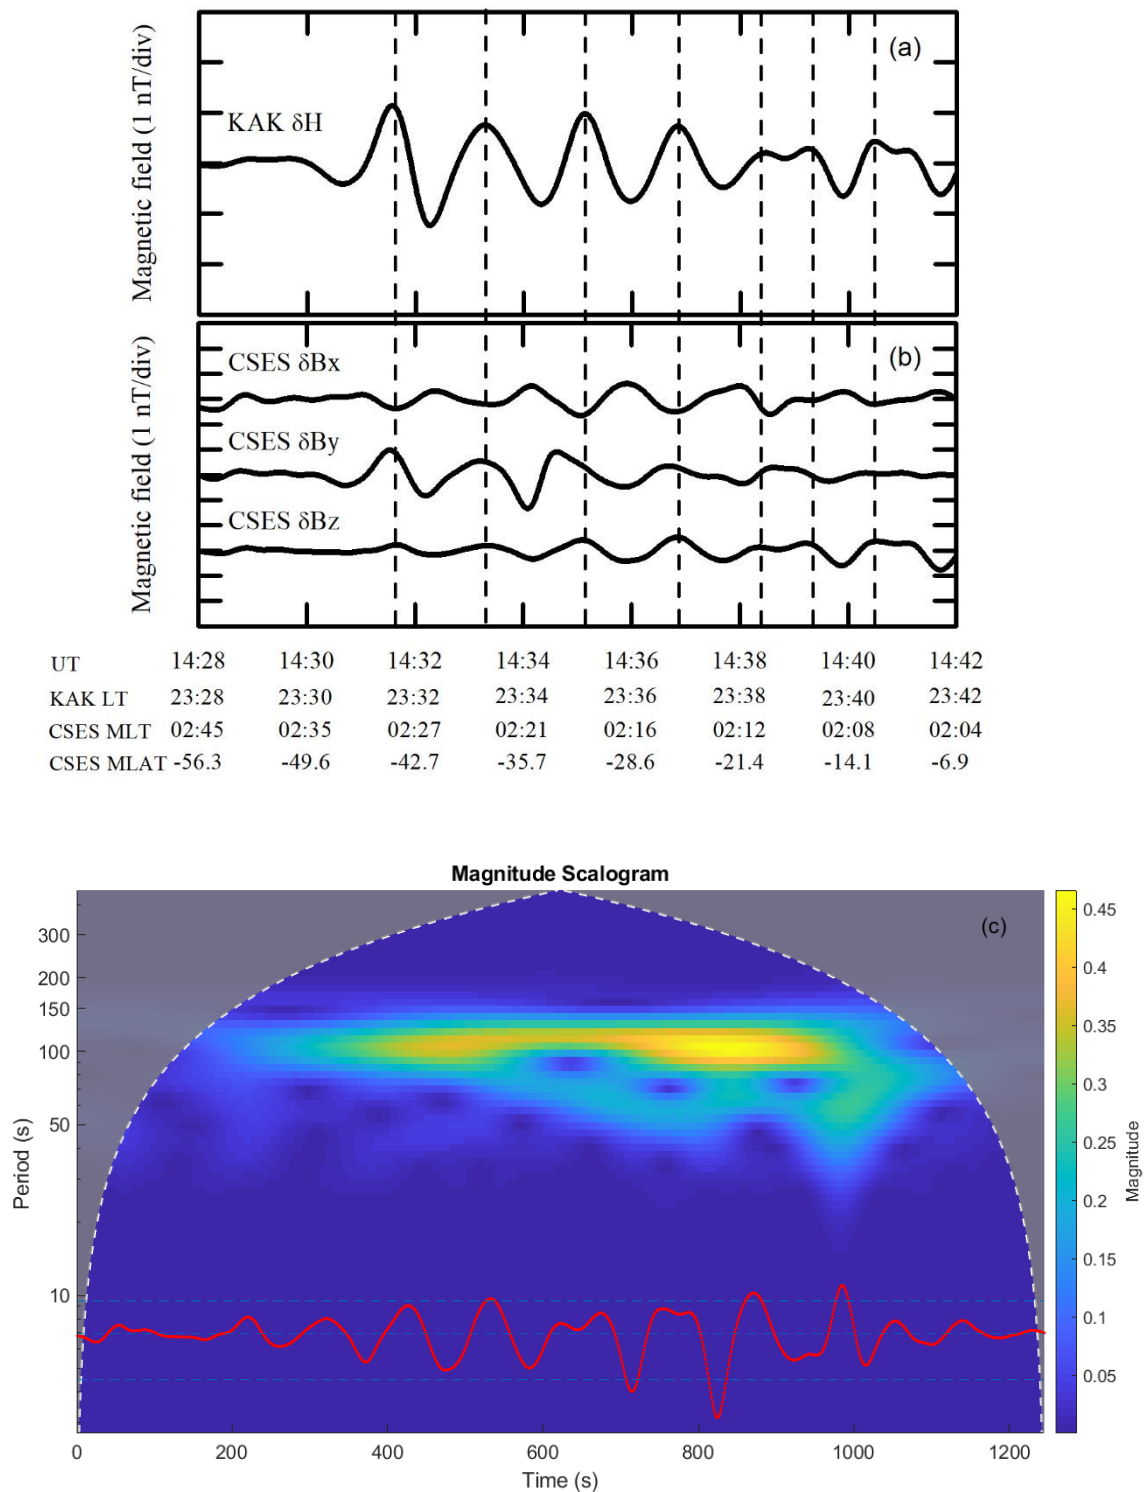 (a)
Magnetic field (1 nT/div)
KAK δH
(b)
Magnetic field (1 nT/div)
CSES δBx
CSES δBy
CSES δBz
UT 14:28 14:30 14:32 14:34 14:36 14:38 14:40 14:42
KAK LT 23:28 23:30 23:32 23:34 23:36 23:38 23:40 23:42
CSES MLT 02:45 02:35 02:27 02:21 02:16 02:12 02:08 02:04
CSES MLAT -56.3 -49.6 -42.7 -35.7 -28.6 -21.4 -14.1 -6.9
Magnitude Scalogram
(c)
Period (s)
300
200
150
100
50
10
0 200 400 600 800 1000 1200
Time (s)
0.45
0.4
0.35
0.3
0.25
0.2
0.15
0.1
0.05
Magnitude